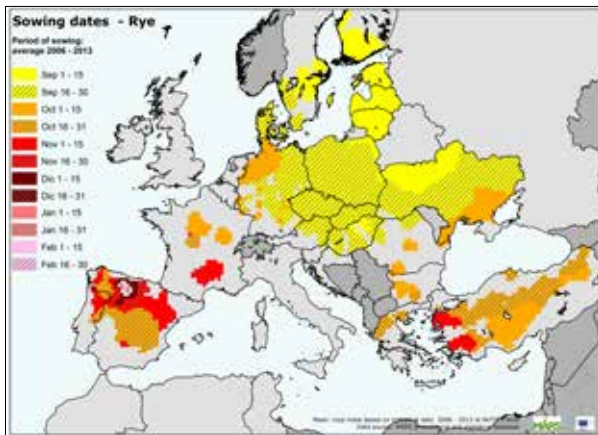 Sowing dates - Rye
Period of sowing:
average 2006 - 2013
Sep 1 - 15
Sep 16 - 30
Oct 1 - 15
Oct 16 - 31
Nov 1 - 15
Nov 16 - 30
Dic 1 - 15
Dic 16 - 31
Jan 1 - 15
Jan 16 - 31
Feb 1 - 15
Feb 16 - 30